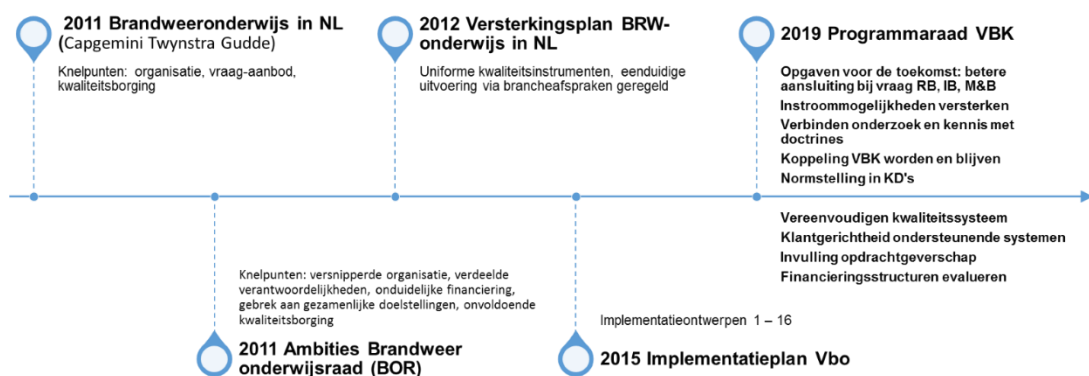 2011 Brandweeronderwijs in NL
(Capgemini Twynstra Gudde)
Knelpunten: organisatie, vraag-aanbod,
kwaliteitsborging
2012 Versterkingsplan BRW-
onderwijs in NL
Uniforme kwaliteitsinstrumenten, eenduidige
uitvoering via brancheafspraken geregeld
2019 Programmaraad VBK
Opgaven voor de toekomst: betere
aansluiting bij vraag RB, IB, M&B
Instroommogelijkheden versterken
Verbinden onderzoek en kennis met
doctrines
Koppeling VBK worden en blijven
Normstelling in KD's
Vereenvoudigen kwaliteitssysteem
Klantgerichtheid ondersteunende systemen
Invulling opdrachtgeverschap
Financieringsstructuren evalueren
Knelpunten: versnipperde organisatie, verdeelde
verantwoordelijkheden, onduidelijke financiering,
gebrek aan gezamenlijke doelstellingen, onvoldoende
kwaliteitsborging
2011 Ambities Brandweer
onderwijsraad (BOR)
Implementatieontwerpen 1 – 16
2015 Implementatieplan Vbo